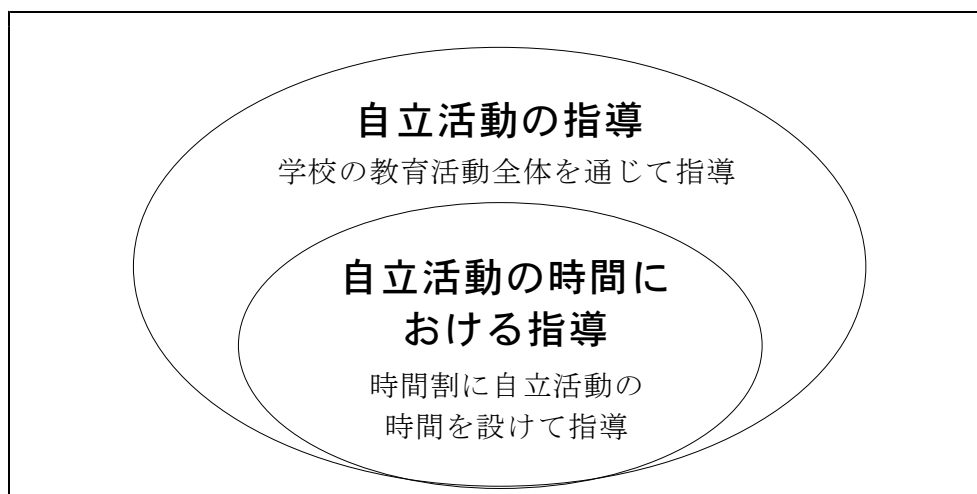 自立活動の指導
学校の教育活動全体を通じて指導
自立活動の時間に
おける指導
時間割に自立活動の
時間を設けて指導